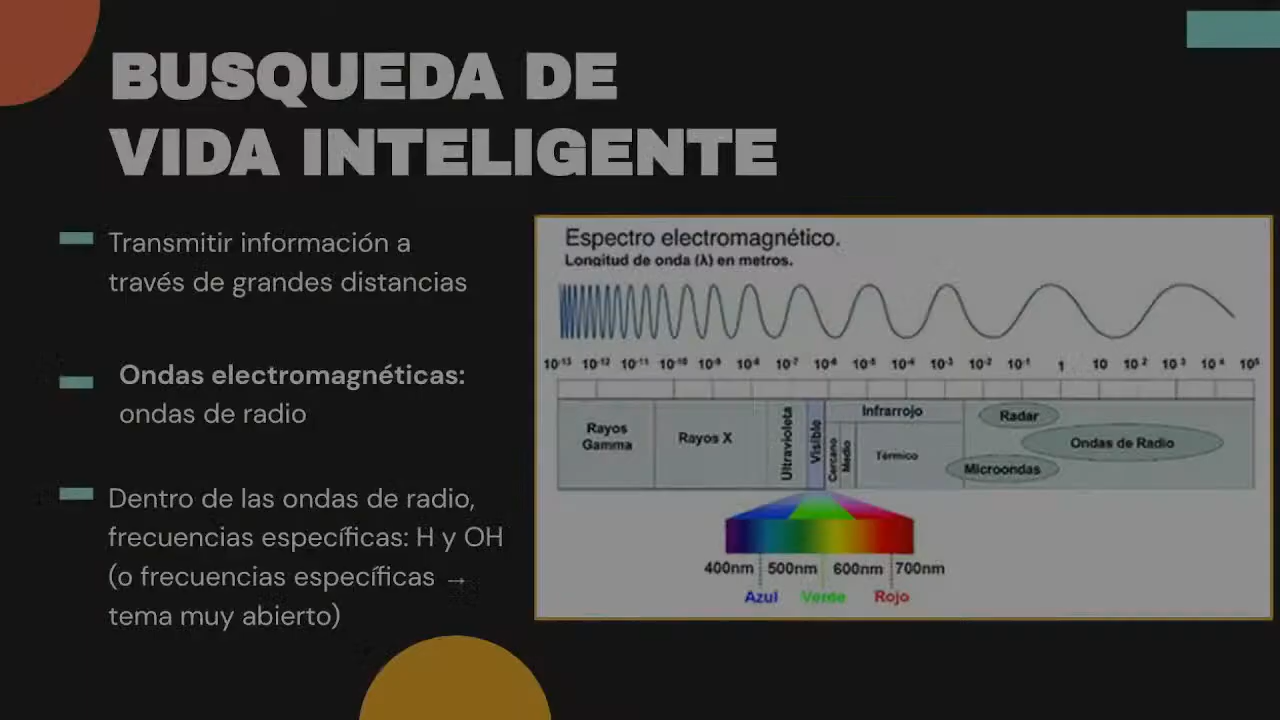 BUSQUEDA DE
VIDA INTELIGENTE
Transmitir información a
través de grandes distancias
Ondas electromagnéticas:
ondas de radio
Dentro de las ondas de radio,
frecuencias específicas: H y OH
(o frecuencias específicas →
tema muy abierto)
Espectro electromagnético.
Longitud de onda (λ) en metros.
10⁻¹³ 10⁻¹² 10⁻¹¹ 10⁻¹⁰ 10⁻⁹ 10⁻⁸ 10⁻⁷ 10⁻⁶ 10⁻⁵ 10⁻⁴ 10⁻³ 10⁻² 10⁻¹ 1 10 10² 10³ 10⁴ 10⁵
Rayos
Gamma
Rayos X
Ultravioleta
Visible
Infrarrojo
Cercano
Medio
Térmico
Radar
Ondas de Radio
Microondas
400nm 500nm 600nm 700nm
Azul Verde Rojo